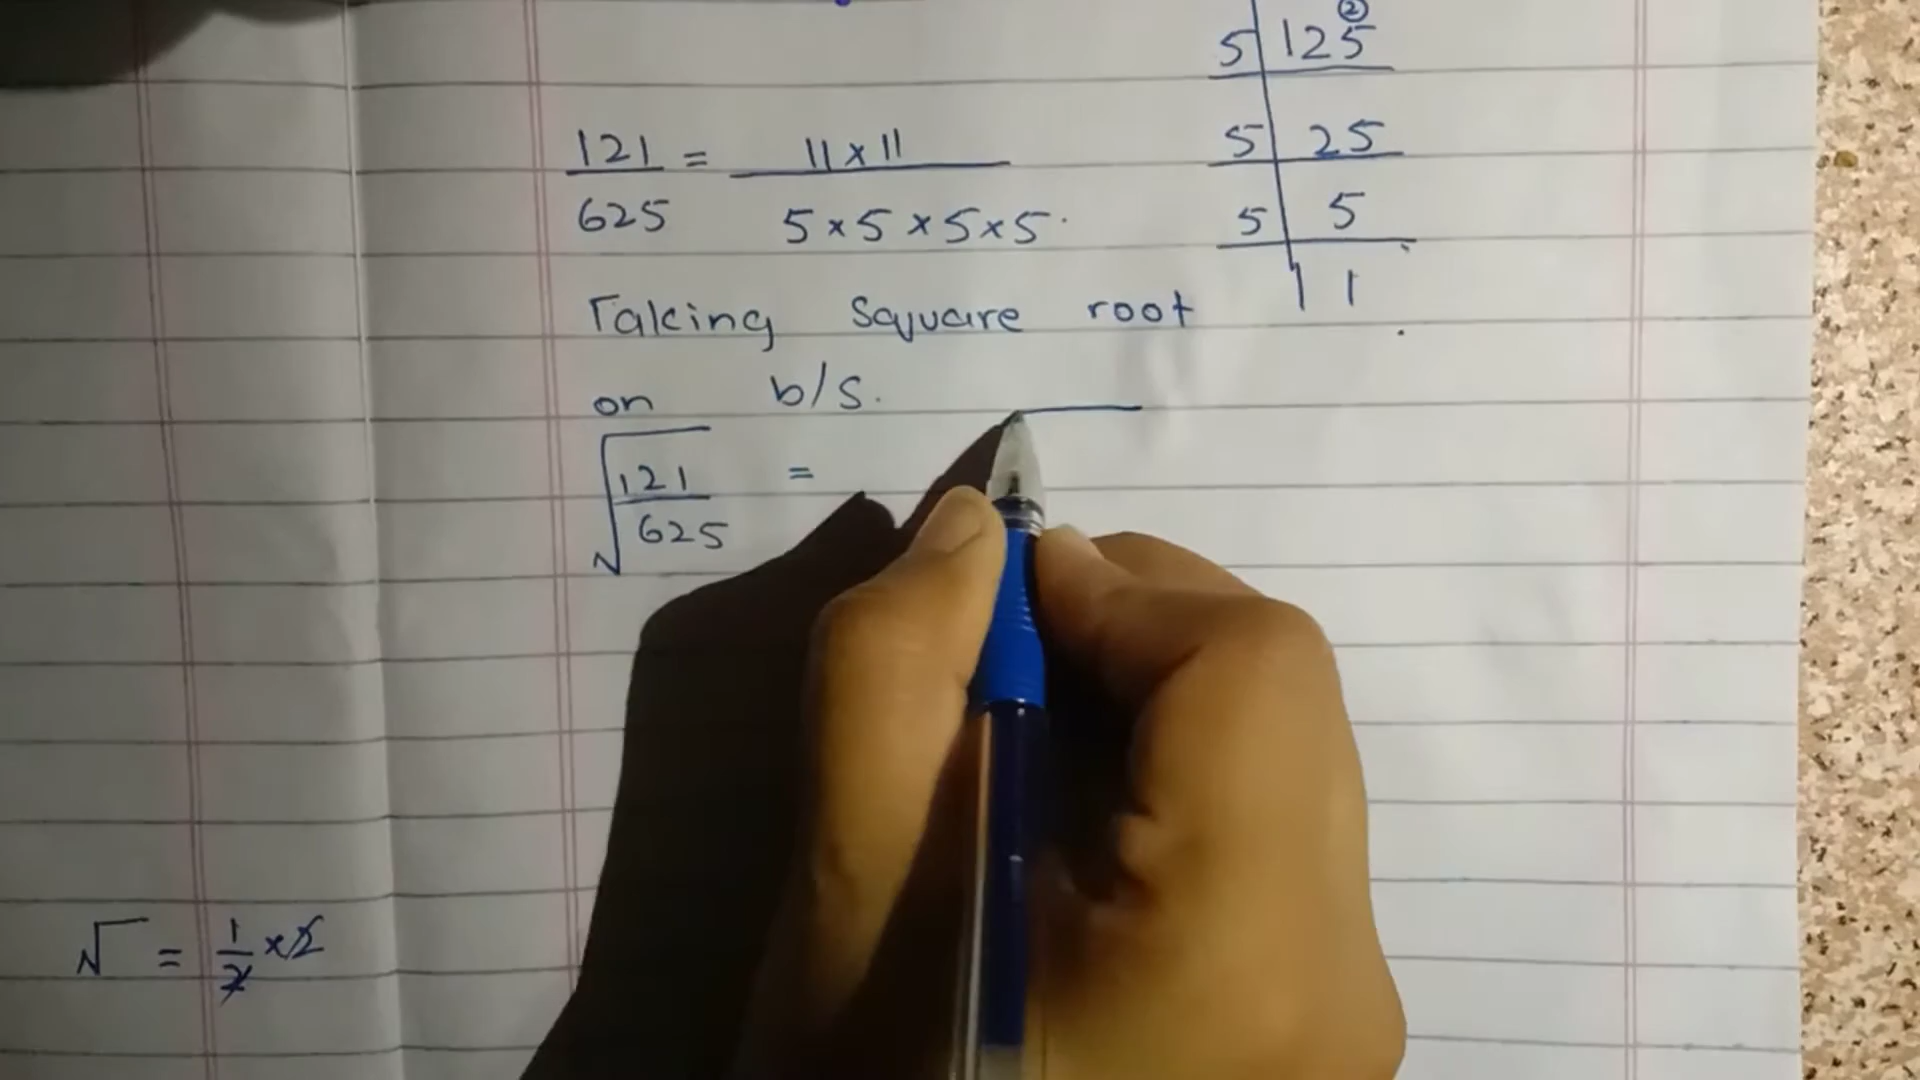 121/625 = 11 x 11 / 5 x 5 x 5 x 5.
Taking Square root
on b/s.
√121/625 =
②
5 | 125
5 | 25
5 | 5
| 1
√ = 1/2 x 2